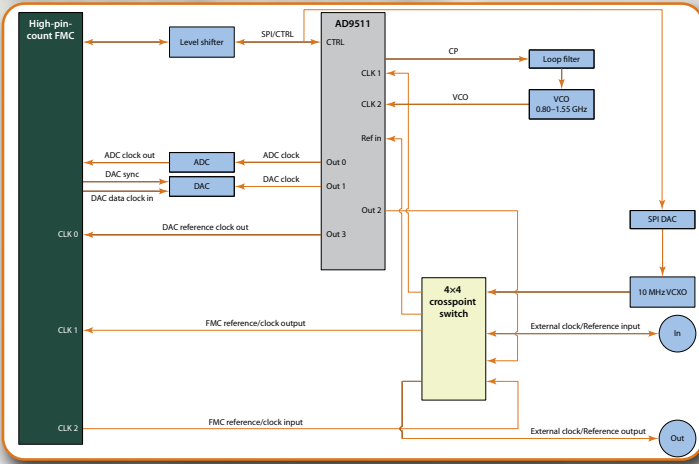 High-pin-
count FMC
AD9511
Level shifter
SPI/CTRL
CTRL
CP
Loop filter
CLK 1
VCO
0.80–1.55 GHz
CLK 2
VCO
Ref in
ADC clock out
ADC
ADC clock
Out 0
DAC sync
DAC
DAC clock
Out 1
DAC data clock in
Out 2
SPI DAC
CLK 0
DAC reference clock out
Out 3
4×4
crosspoint
switch
10 MHz VCXO
CLK 1
FMC reference/clock output
External clock/Reference input
In
CLK 2
FMC reference/clock input
External clock/Reference output
Out